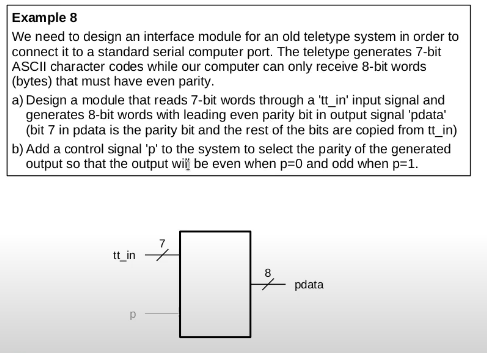 Example 8
We need to design an interface module for an old teletype system in order to
connect it to a standard serial computer port. The teletype generates 7-bit
ASCII character codes while our computer can only receive 8-bit words
(bytes) that must have even parity.
a) Design a module that reads 7-bit words through a 'tt_in' input signal and
generates 8-bit words with leading even parity bit in output signal 'pdata'
(bit 7 in pdata is the parity bit and the rest of the bits are copied from tt_in)
b) Add a control signal 'p' to the system to select the parity of the generated
output so that the output will be even when p=0 and odd when p=1.
7
tt_in
8
pdata
p